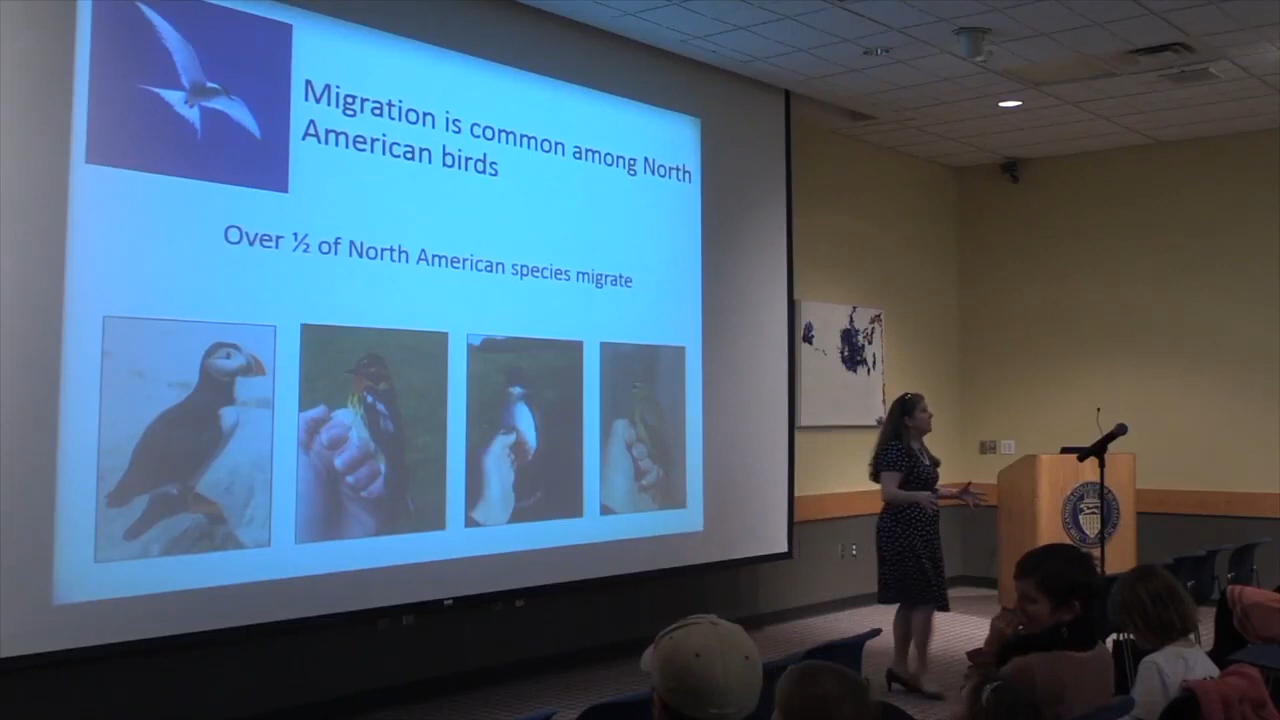 Migration is common among North
American birds
Over ½ of North American species migrate